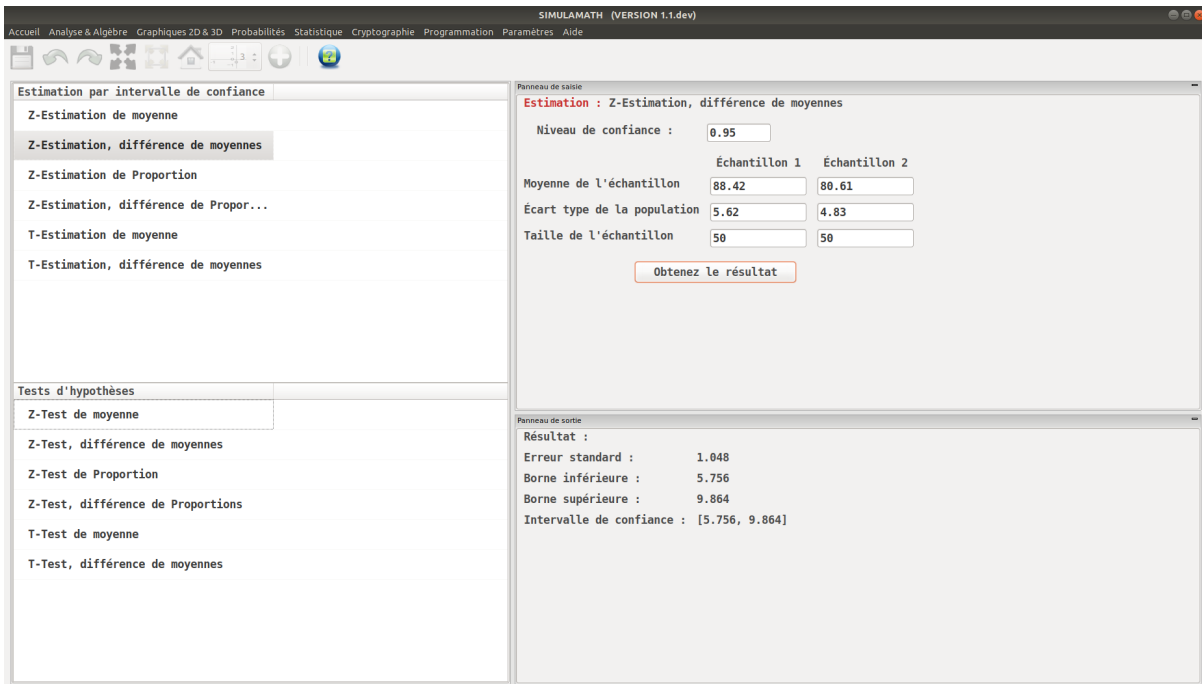 SIMULAMATH (VERSION 1.1.dev)
Accueil Analyse & Algèbre Graphiques 2D & 3D Probabilités Statistique Cryptographie Programmation Paramètres Aide
3
Estimation par intervalle de confiance
Z-Estimation de moyenne
Z-Estimation, différence de moyennes
Z-Estimation de Proportion
Z-Estimation, différence de Propor...
T-Estimation de moyenne
T-Estimation, différence de moyennes
Tests d'hypothèses
Z-Test de moyenne
Z-Test, différence de moyennes
Z-Test de Proportion
Z-Test, différence de Proportions
T-Test de moyenne
T-Test, différence de moyennes
Panneau de saisie
Estimation : Z-Estimation, différence de moyennes
Niveau de confiance : 0.95
Échantillon 1 Échantillon 2
Moyenne de l'échantillon 88.42 80.61
Écart type de la population 5.62 4.83
Taille de l'échantillon 50 50
Obtenez le résultat
Panneau de sortie
Résultat :
Erreur standard : 1.048
Borne inférieure : 5.756
Borne supérieure : 9.864
Intervalle de confiance : [5.756, 9.864]